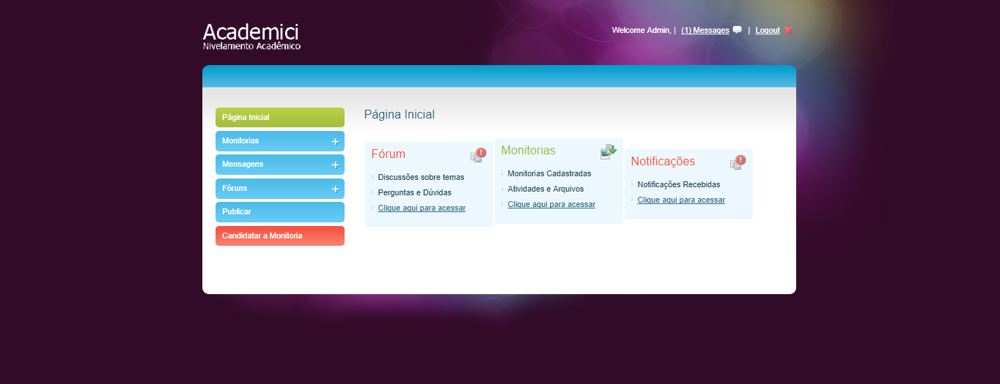 Academici
Nivelamento Acadêmico
Welcome Admin, | (1) Messages | Logout
Página Inicial
Monitorias
Mensagens
Fóruns
Publicar
Candidatar a Monitoria
Página Inicial
Fórum
Discussões sobre temas
Perguntas e Dúvidas
Clique aqui para acessar
Monitorias
Monitorias Cadastradas
Atividades e Arquivos
Clique aqui para acessar
Notificações
Notificações Recebidas
Clique aqui para acessar